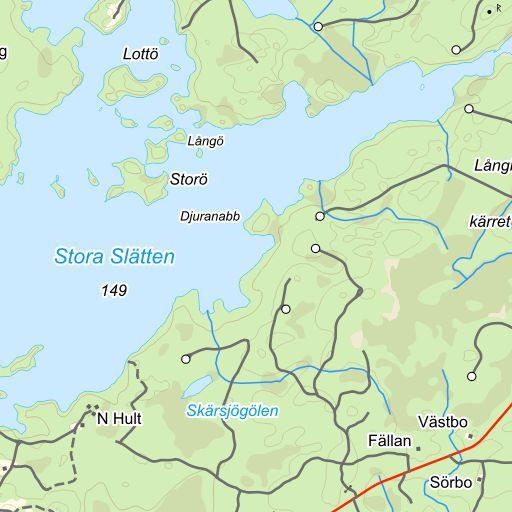 Lottö
g
Långö
Storö
Långr
Djuranabb
kärret
Stora Slätten
149
Skärsjögölen
N Hult
Västbo
Fällan
Sörbo